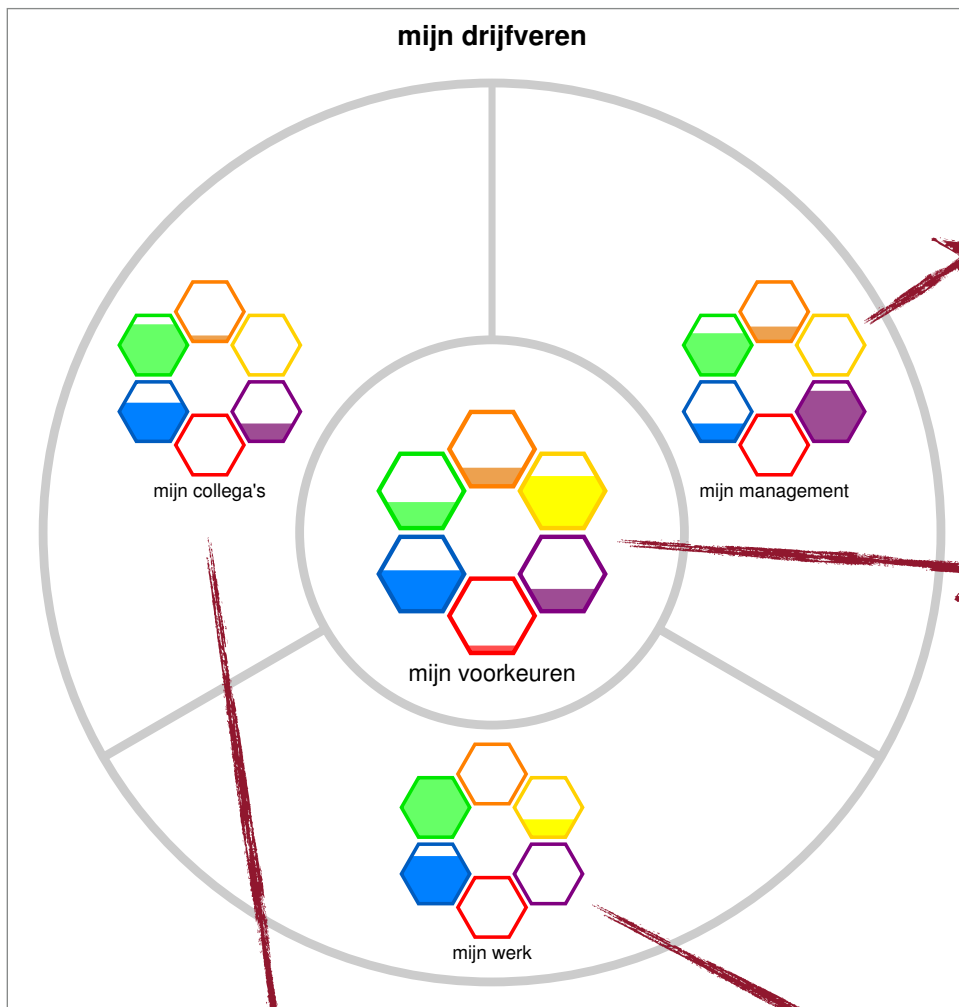 mijn drijfveren
mijn collega's
mijn management
mijn voorkeuren
mijn werk